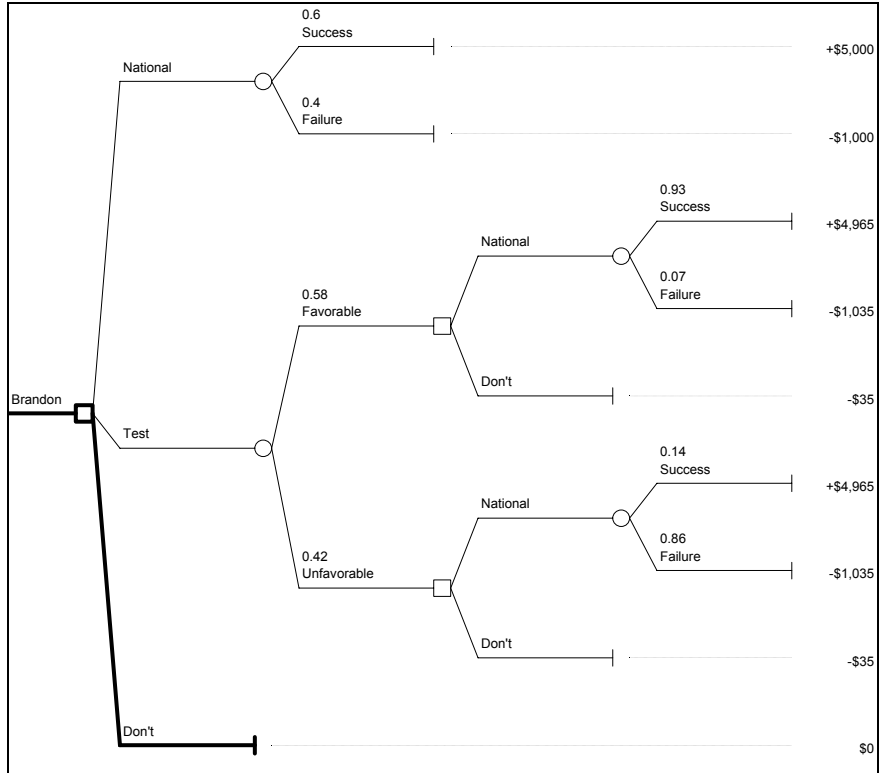 0.6
Success
+$5,000
National
0.4
Failure
-$1,000
0.93
Success
+$4,965
National
0.07
Failure
-$1,035
0.58
Favorable
Don't
-$35
Brandon
Test
0.14
Success
+$4,965
National
0.86
Failure
-$1,035
0.42
Unfavorable
Don't
-$35
Don't
$0